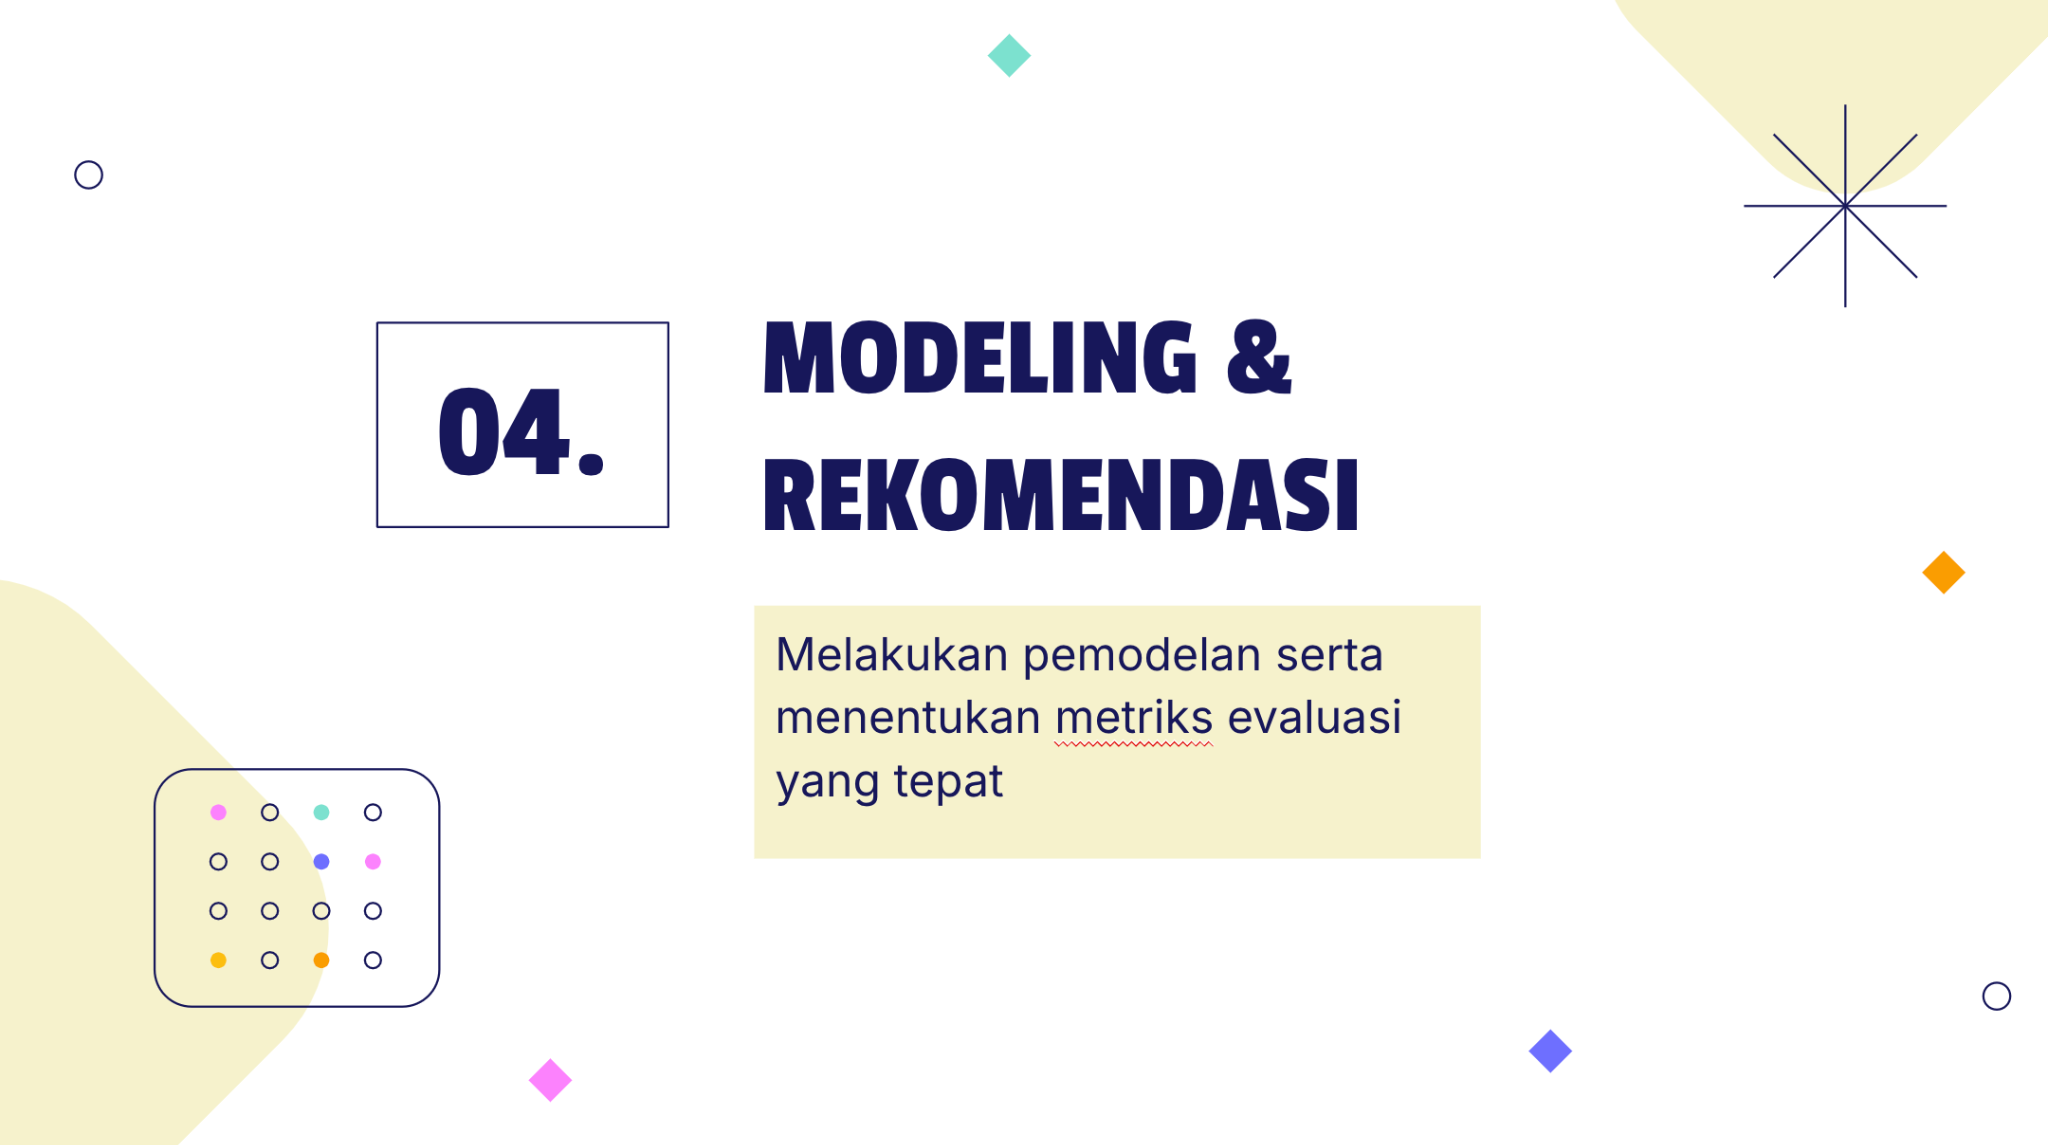 04.
MODELING &
REKOMENDASI
Melakukan pemodelan serta
menentukan metriks evaluasi
yang tepat